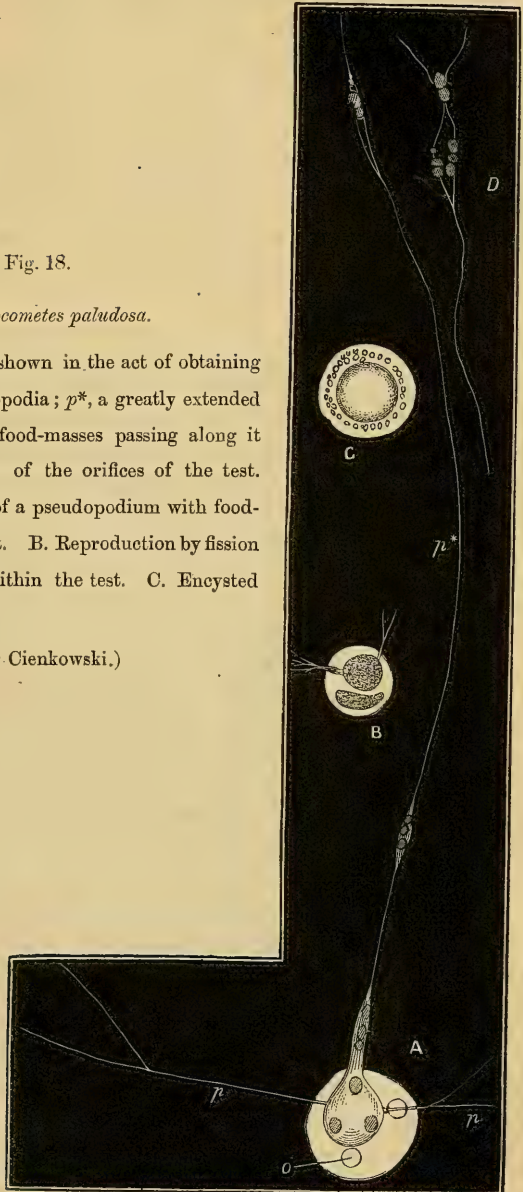 Fig. 18.
cometes paludosa.
shown in the act of obtaining
podia; p*, a greatly extended
food-masses passing along it
of the orifices of the test.
of a pseudopodium with food-
B. Reproduction by fission
ithin the test. C. Encysted
Cienkowski.)
D
C
p*
B
A
p
p
o